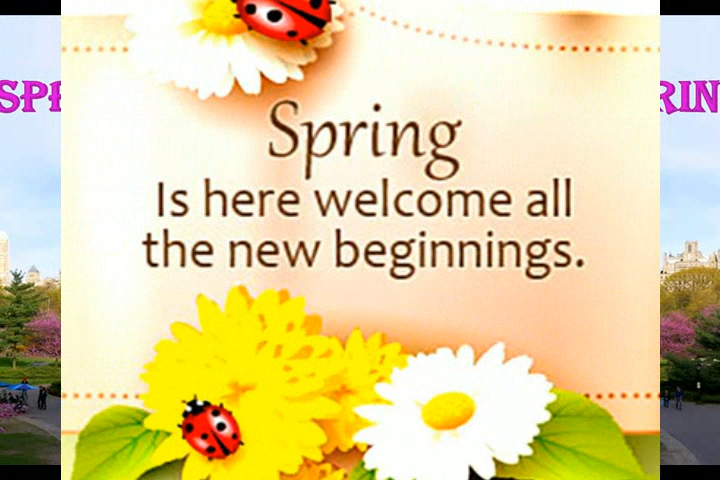 Spring
Is here welcome all
the new beginnings.